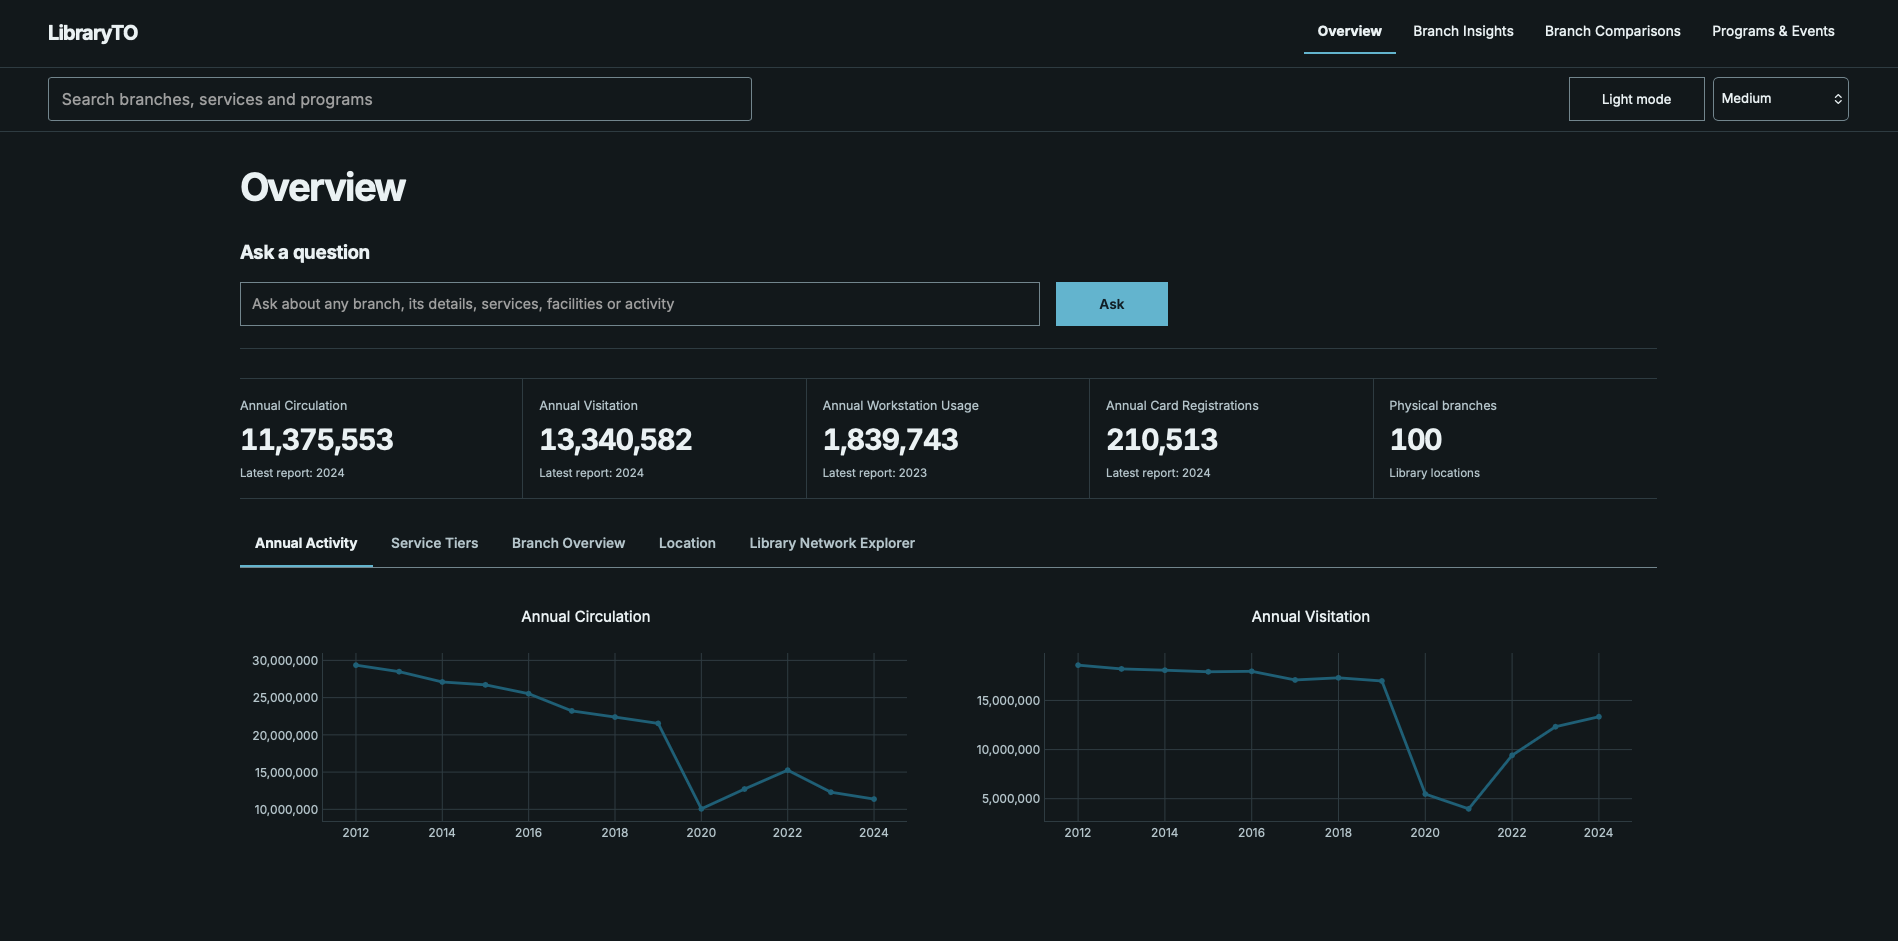 LibraryTO
Overview
Branch Insights
Branch Comparisons
Programs & Events
Search branches, services and programs
Light mode
Medium
Overview
Ask a question
Ask about any branch, its details, services, facilities or activity
Ask
Annual Circulation
11,375,553
Latest report: 2024
Annual Visitation
13,340,582
Latest report: 2024
Annual Workstation Usage
1,839,743
Latest report: 2023
Annual Card Registrations
210,513
Latest report: 2024
Physical branches
100
Library locations
Annual Activity
Service Tiers
Branch Overview
Location
Library Network Explorer
Annual Circulation
30,000,000
25,000,000
20,000,000
15,000,000
10,000,000
2012
2014
2016
2018
2020
2022
2024
Annual Visitation
15,000,000
10,000,000
5,000,000
2012
2014
2016
2018
2020
2022
2024